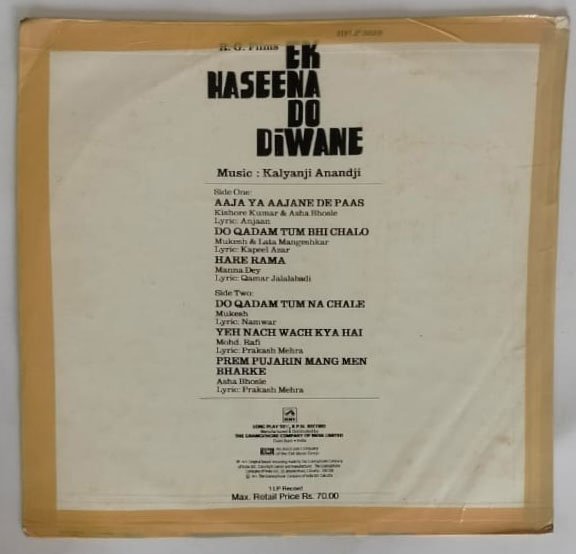 R. G. Films
EK
HASEENA
DO
DiWANE
Music : Kalyanji Anandji
Side One:
AAJA YA AAJANE DE PAAS
Kishore Kumar & Asha Bhosle
Lyric: Anjaan
DO QADAM TUM BHI CHALO
Mukesh & Lata Mangeshkar
Lyric: Kapeel Azar
HARE RAMA
Manna Dey
Lyric: Qamar Jalalabadi
Side Two:
DO QADAM TUM NA CHALE
Mukesh
Lyric: Namwar
YEH NACH WACH KYA HAI
Mohd. Rafi
Lyric: Prakash Mehra
PREM PUJARIN MANG MEN
BHARKE
Asha Bhosle
Lyric: Prakash Mehra
LONG PLAY 33⅓ R P M. RECORD
Manufactured & Distributed by
THE GRAMOPHONE COMPANY OF INDIA LIMITED
EMI
1 LP Record
Max. Retail Price Rs. 70.00